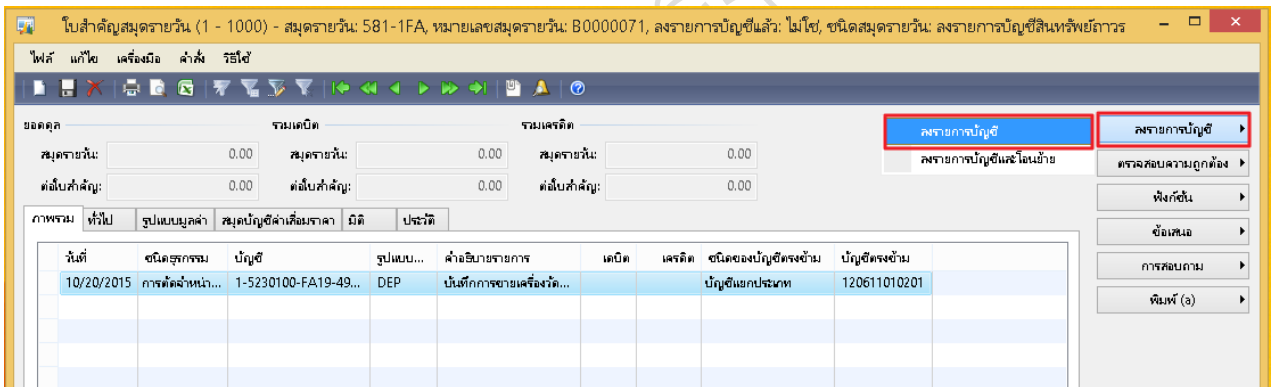 ใบสำคัญสมุดรายวัน (1 - 1000) - สมุดรายวัน: 581-1FA, หมายเลขสมุดรายวัน: B0000071, ลงรายการบัญชีแล้ว: ไม่ใช่, ชนิดสมุดรายวัน: ลงรายการบัญชีสินทรัพย์ถาวร
ไฟล์ แก้ไข เครื่องมือ คำสั่ง วิธีใช้
ยอดดุล รวมเดบิต รวมเครดิต
สมุดรายวัน: 0.00 สมุดรายวัน: 0.00 สมุดรายวัน: 0.00
ต่อใบสำคัญ: 0.00 ต่อใบสำคัญ: 0.00 ต่อใบสำคัญ: 0.00
ลงรายการบัญชี
ลงรายการบัญชีและโอนย้าย
ลงรายการบัญชี
ตรวจสอบความถูกต้อง
ฟังก์ชัน
ข้อเสนอ
การสอบถาม
พิมพ์ (a)
ภาพรวม ทั่วไป รูปแบบมูลค่า สมุดบัญชีค่าเสื่อมราคา มิติ ประวัติ
วันที่ ชนิดธุรกรรม บัญชี รูปแบบ... คำอธิบายรายการ เดบิต เครดิต ชนิดของบัญชีตรงข้าม บัญชีตรงข้าม
10/20/2015 การตัดจำหน่า... 1-5230100-FA19-49... DEP บันทึกการขายเครื่องวัด... บัญชีแยกประเภท 120611010201